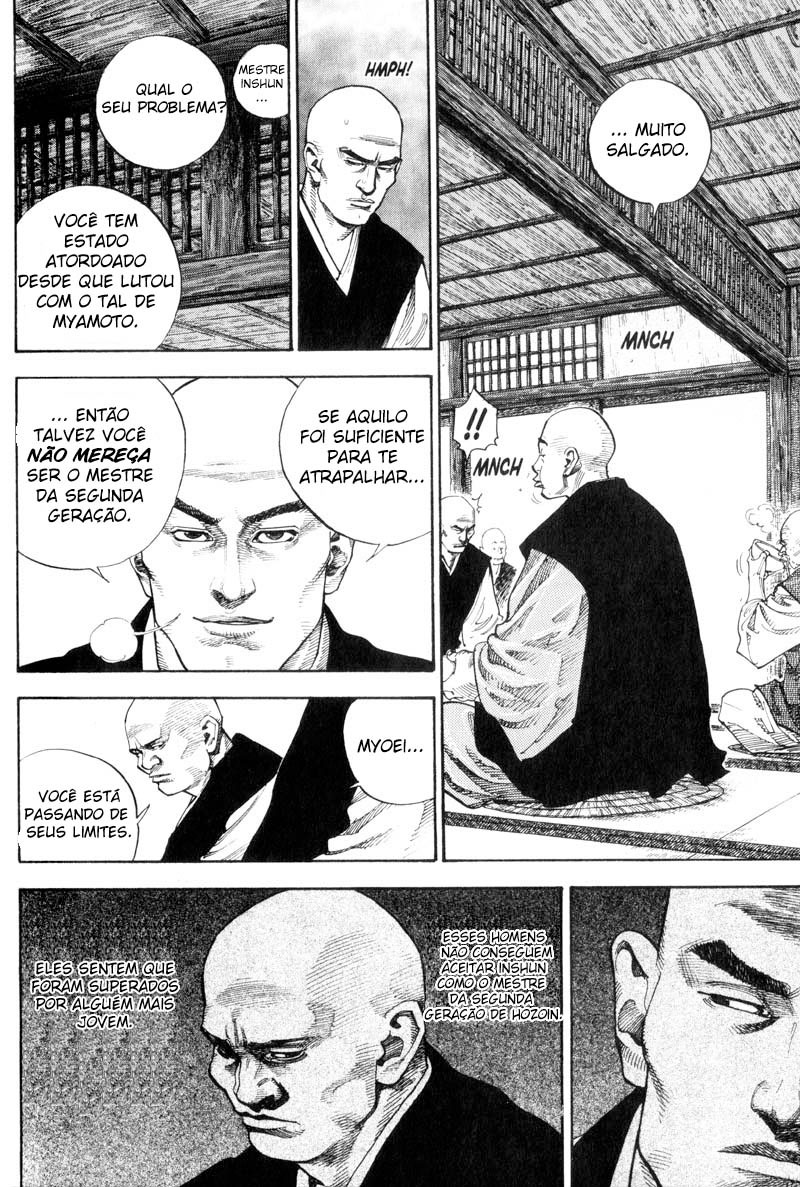 ... MUITO
SALGADO.
MNCH
!!
MNCH
HMPH!
MESTRE
INSHUN
...
QUAL O
SEU PROBLEMA?
VOCÊ TEM
ESTADO
ATORDOADO
DESDE QUE LUTOU
COM O TAL DE
MYAMOTO.
SE AQUILO
FOI SUFICIENTE
PARA TE
ATRAPALHAR...
... ENTÃO
TALVEZ VOCÊ
NÃO MEREÇA
SER O MESTRE
DA SEGUNDA
GERAÇÃO.
MYOEI...
VOCÊ ESTÁ
PASSANDO DE
SEUS LIMITES.
ESSES HOMENS
NÃO CONSEGUEM
ACEITAR INSHUN
COMO O MESTRE
DA SEGUNDA
GERAÇÃO DE HOZOIN.
ELES SENTEM QUE
FORAM SUPERADOS
POR ALGUÉM MAIS
JOVEM.